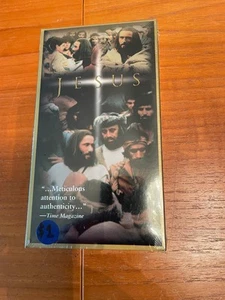 JESUS
“...Meticulous
attention to
authenticity...”
—Time Magazine